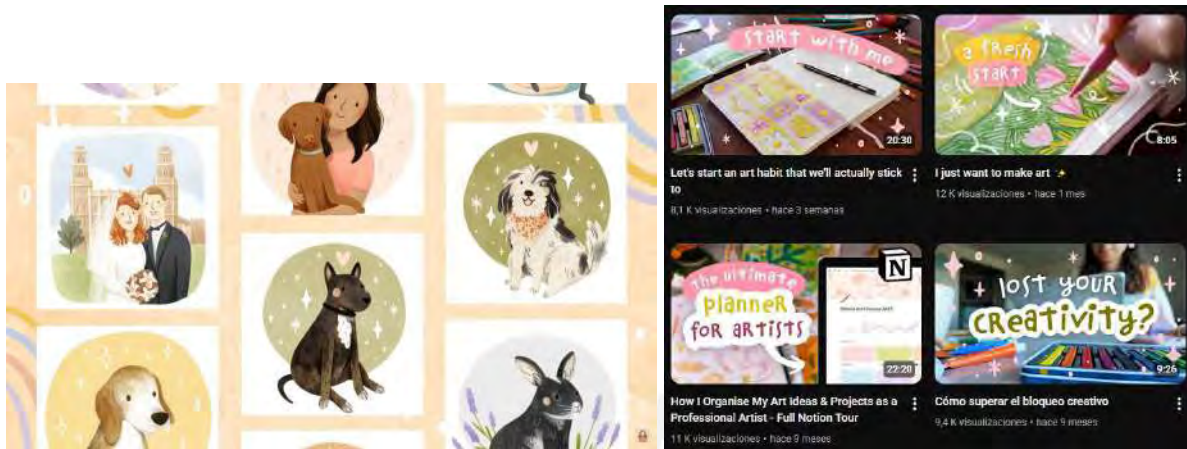 start with me
20:30
Let's start an art habit that we'll actually stick
to
8,1 K visualizaciones • hace 3 semanas
a fresh
start
8:05
I just want to make art ✨
12 K visualizaciones • hace 1 mes
the ultimate
planner
for artists
N
22:20
How I Organise My Art Ideas & Projects as a
Professional Artist - Full Notion Tour
11 K visualizaciones • hace 9 meses
lost your
creativity?
9:26
Cómo superar el bloqueo creativo
9,4 K visualizaciones • hace 9 meses